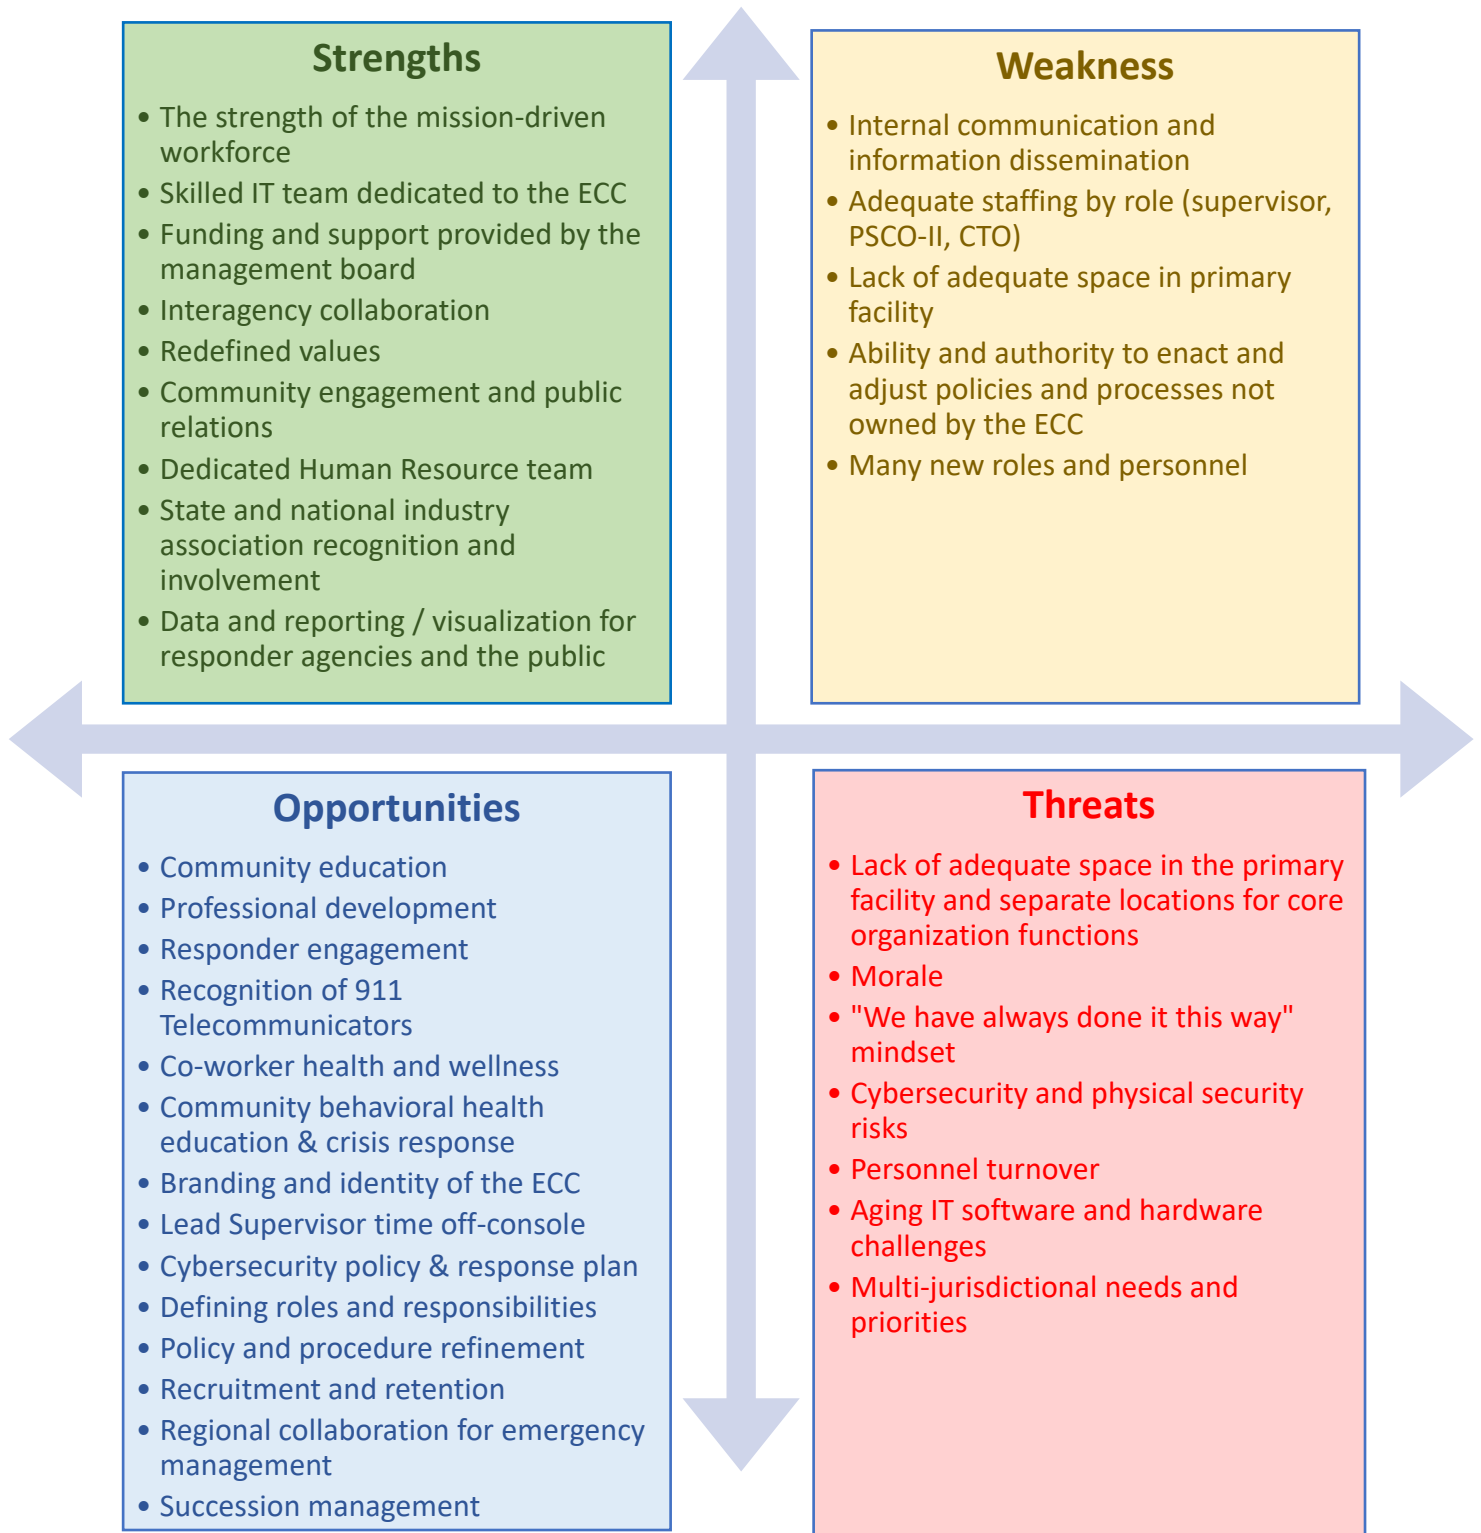 Strengths
• The strength of the mission-driven
workforce
• Skilled IT team dedicated to the ECC
• Funding and support provided by the
management board
• Interagency collaboration
• Redefined values
• Community engagement and public
relations
• Dedicated Human Resource team
• State and national industry
association recognition and
involvement
• Data and reporting / visualization for
responder agencies and the public
Weakness
• Internal communication and
information dissemination
• Adequate staffing by role (supervisor,
PSCO-II, CTO)
• Lack of adequate space in primary
facility
• Ability and authority to enact and
adjust policies and processes not
owned by the ECC
• Many new roles and personnel
Opportunities
• Community education
• Professional development
• Responder engagement
• Recognition of 911
Telecommunicators
• Co-worker health and wellness
• Community behavioral health
education & crisis response
• Branding and identity of the ECC
• Lead Supervisor time off-console
• Cybersecurity policy & response plan
• Defining roles and responsibilities
• Policy and procedure refinement
• Recruitment and retention
• Regional collaboration for emergency
management
• Succession management
Threats
• Lack of adequate space in the primary
facility and separate locations for core
organization functions
• Morale
• "We have always done it this way"
mindset
• Cybersecurity and physical security
risks
• Personnel turnover
• Aging IT software and hardware
challenges
• Multi-jurisdictional needs and
priorities